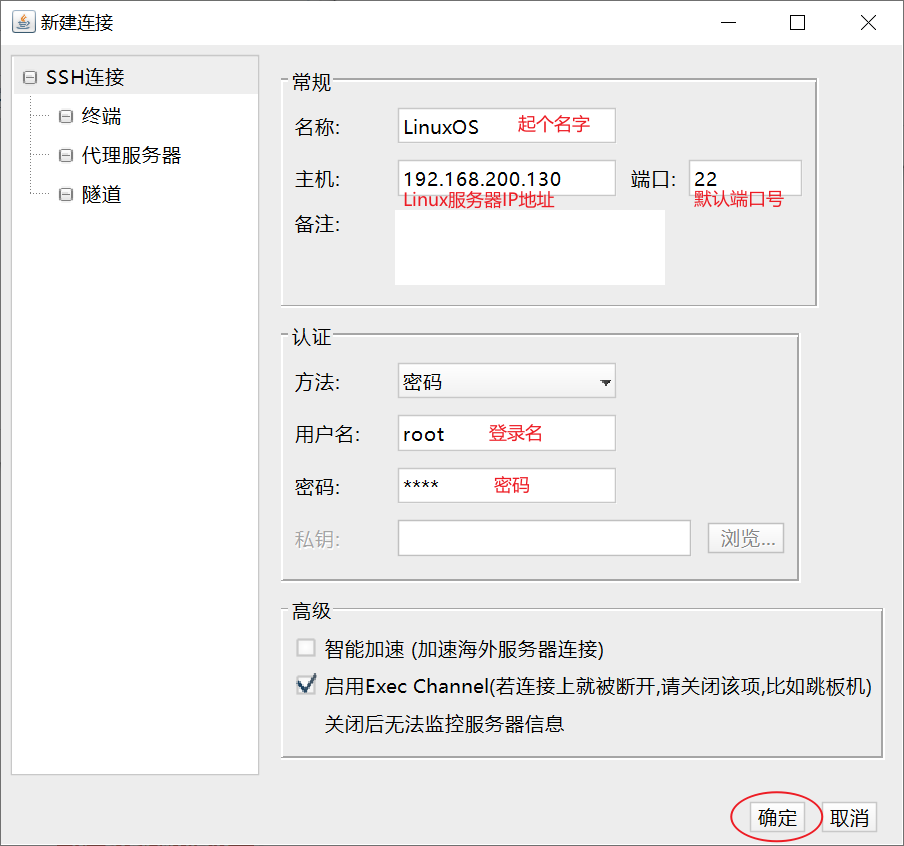 新建连接
SSH连接
终端
代理服务器
隧道
常规
名称: LinuxOS 起个名字
主机: 192.168.200.130 端口: 22
Linux服务器IP地址 默认端口号
备注:
认证
方法: 密码
用户名: root 登录名
密码: **** 密码
私钥: 浏览...
高级
智能加速 (加速海外服务器连接)
启用Exec Channel(若连接上就被断开,请关闭该项,比如跳板机)
关闭后无法监控服务器信息
确定 取消